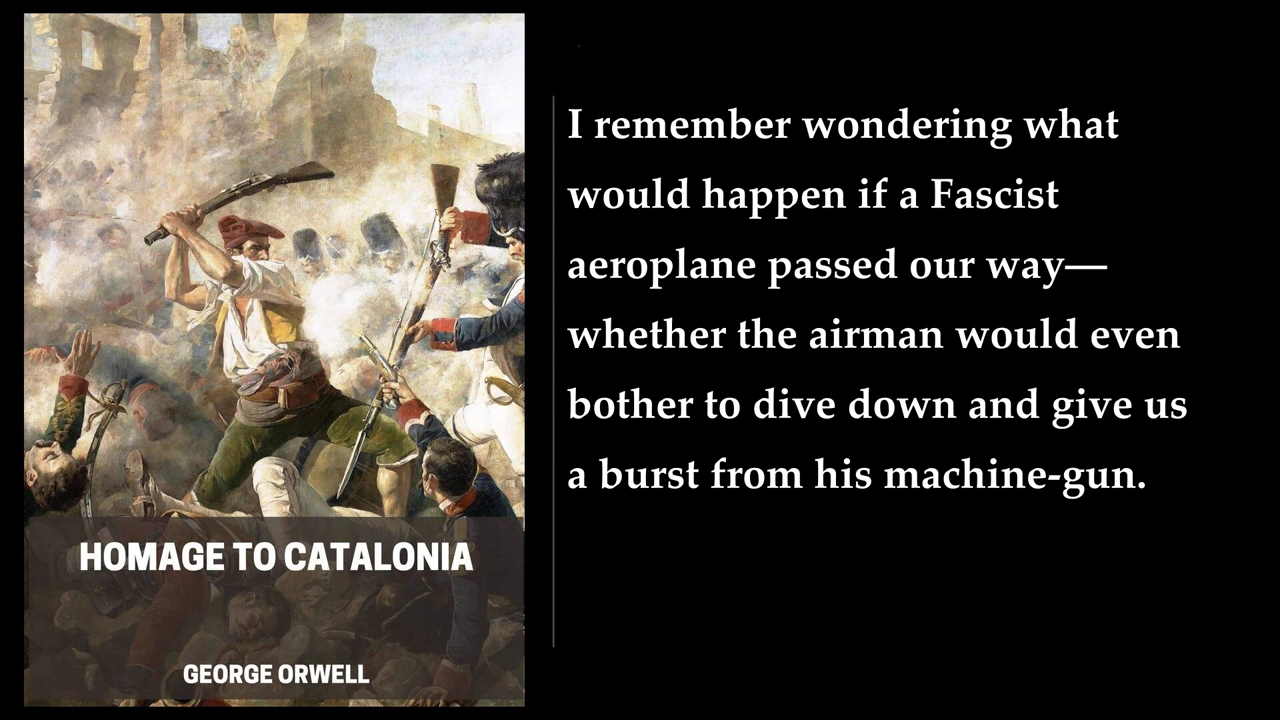 HOMAGE TO CATALONIA
GEORGE ORWELL
I remember wondering what
would happen if a Fascist
aeroplane passed our way—
whether the airman would even
bother to dive down and give us
a burst from his machine-gun.